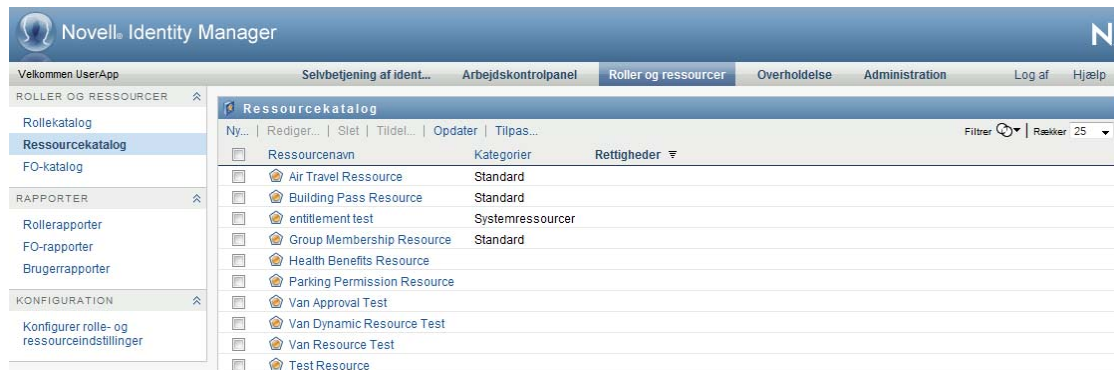 Novell® Identity Manager
N
Velkommen UserApp
Selvbetjening af ident... Arbejdskontrolpanel Roller og ressourcer Overholdelse Administration Log af Hjælp
ROLLER OG RESSOURCER
Rollekatalog
Ressourcekatalog
FO-katalog
RAPPORTER
Rollerapporter
FO-rapporter
Brugerrapporter
KONFIGURATION
Konfigurer rolle- og
ressourceindstillinger
Ressourcekatalog
Ny... | Rediger... | Slet | Tildel... | Opdater | Tilpas... Filtrer | Rækker 25
Ressourcenavn Kategorier Rettigheder
Air Travel Ressource Standard
Building Pass Resource Standard
entitlement test Systemressourcer
Group Membership Resource Standard
Health Benefits Resource
Parking Permission Resource
Van Approval Test
Van Dynamic Resource Test
Van Resource Test
Test Resource